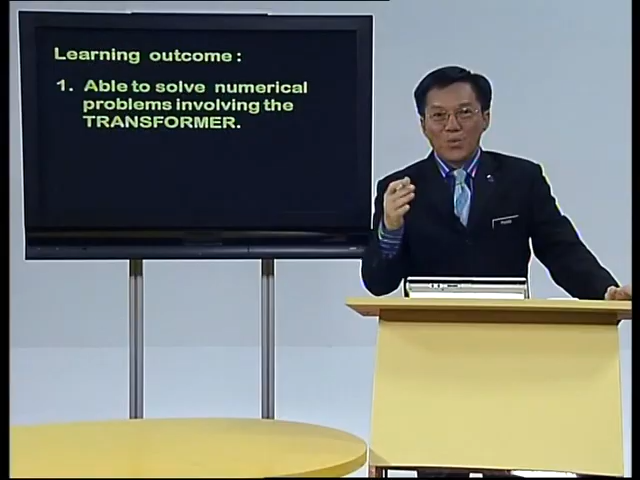 Learning outcome :
1. Able to solve numerical
problems involving the
TRANSFORMER.